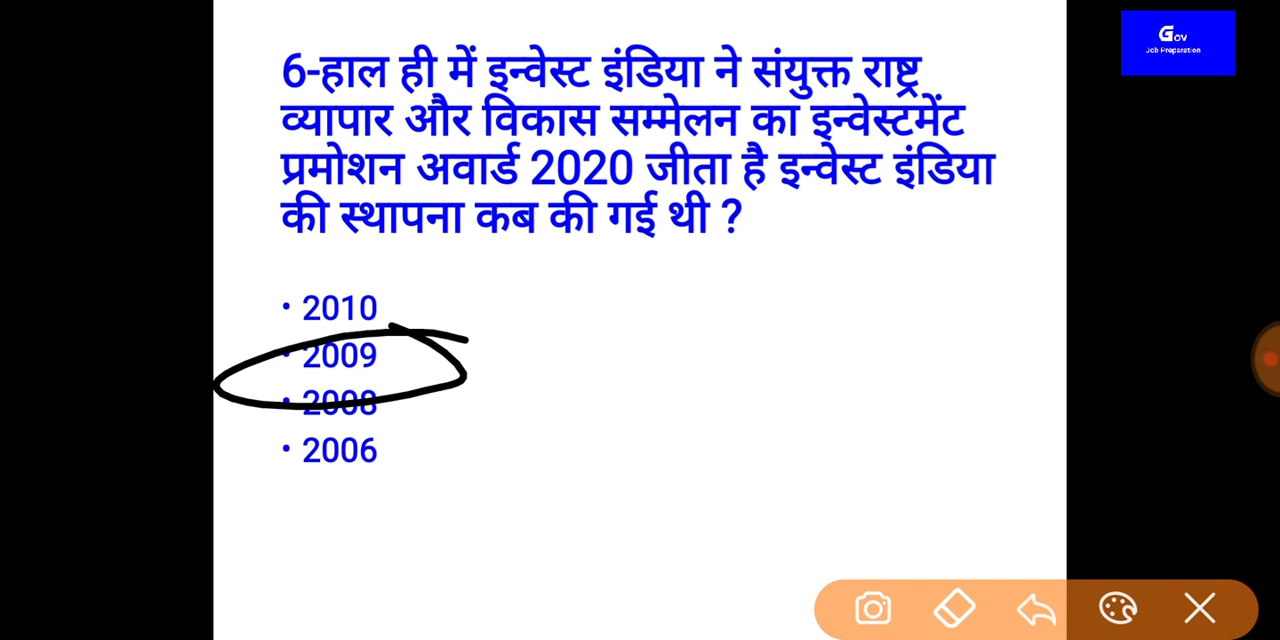 Gov
Job Preparation
6-हाल ही में इन्वेस्ट इंडिया ने संयुक्त राष्ट्र
व्यापार और विकास सम्मेलन का इन्वेस्टमेंट
प्रमोशन अवार्ड 2020 जीता है इन्वेस्ट इंडिया
की स्थापना कब की गई थी ?
• 2010
• 2009
• 2008
• 2006